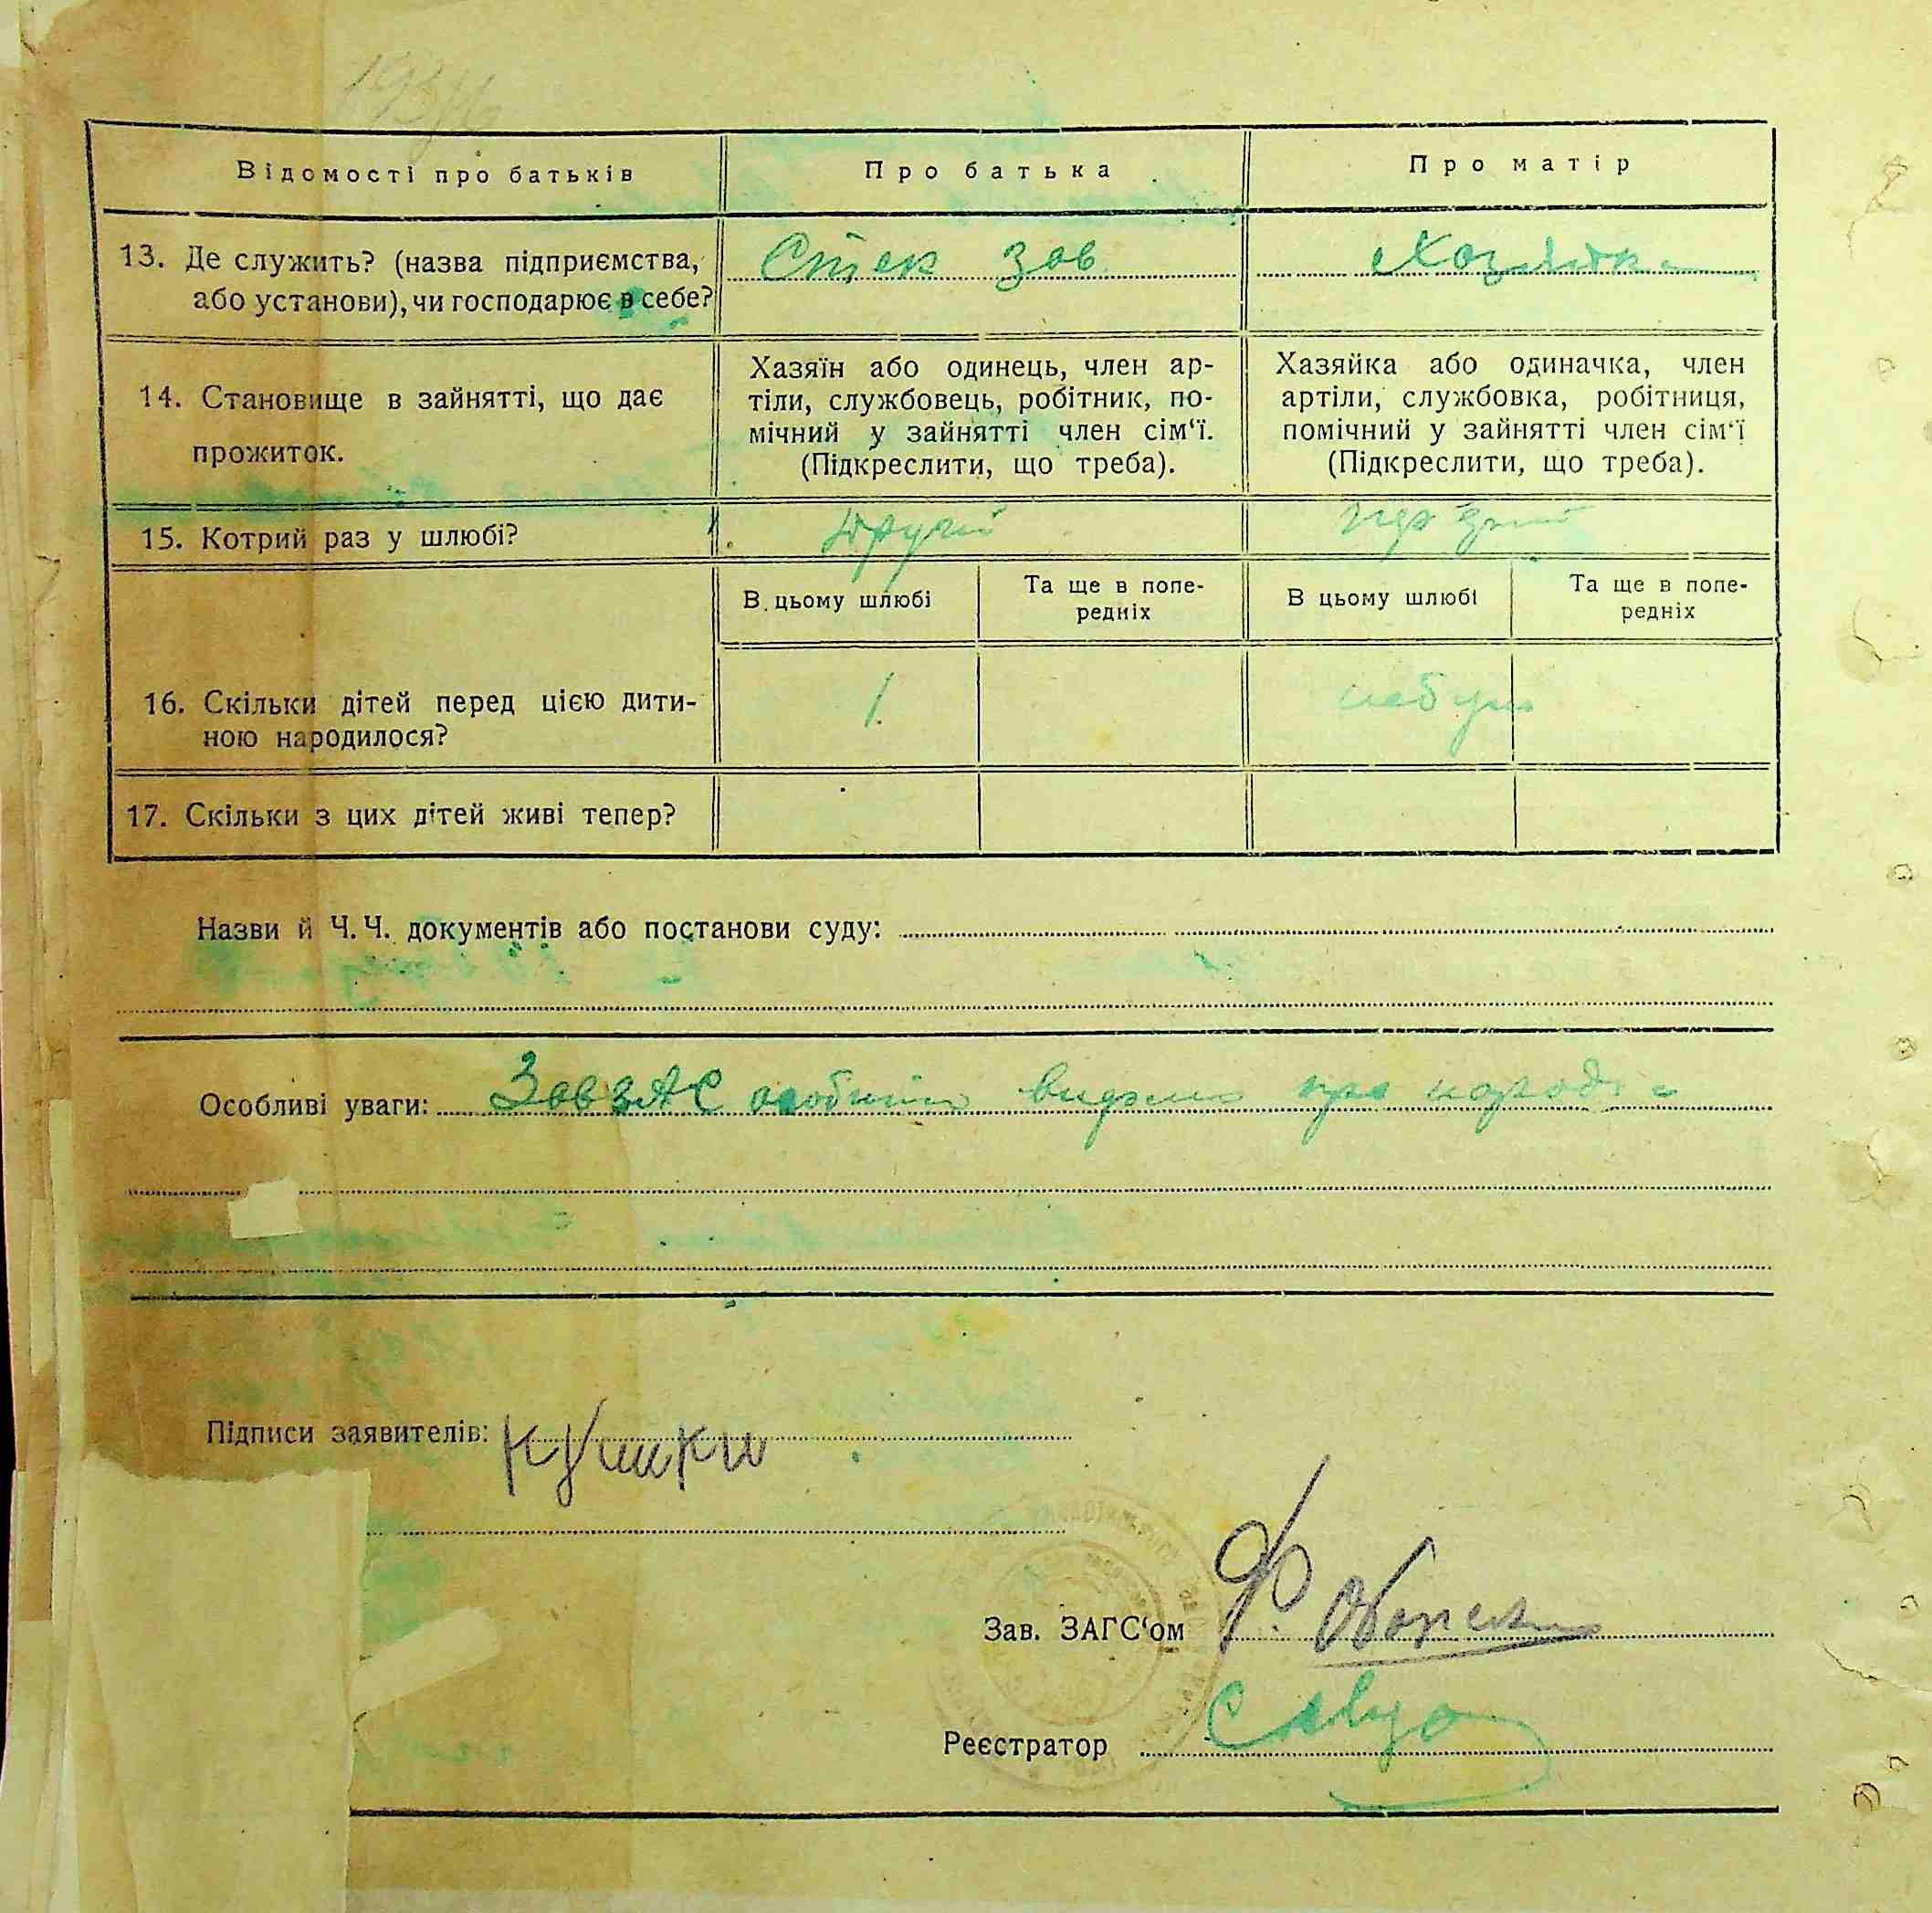 Відомості про батьків
Про батька
Про матір
13. Де служить? (назва підприємства,
або установи), чи господарює в себе?
Стек зав
Хозяйка
14. Становище в зайнятті, що дає
прожиток.
Хазяїн або одинець, член ар-
тіли, службовець, робітник, по-
мічний у зайнятті член сім‘ї.
(Підкреслити, що треба).
Хазяйка або одиначка, член
артіли, службовка, робітниця,
помічний у зайнятті член сім‘ї
(Підкреслити, що треба).
15. Котрий раз у шлюбі?
другий
В цьому шлюбі
Та ще в попе-
редніх
В цьому шлюбі
Та ще в попе-
редніх
16. Скільки дітей перед цією дити-
ною народилося?
1
17. Скільки з цих дітей живі тепер?
Назви й Ч. Ч. документів або постанови суду:
Особливі уваги: про
Підписи заявителів:
Зав. ЗАГС‘ом
Реєстратор